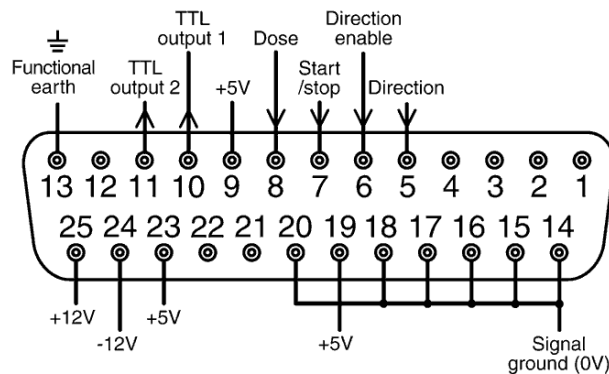 TTL
output 1
Dose
Direction
enable
Functional
earth
TTL
output 2
+5V
Start
/stop
Direction
13 12 11 10 9 8 7 6 5 4 3 2 1
25 24 23 22 21 20 19 18 17 16 15 14
+12V
-12V
+5V
+5V
Signal
ground (0V)